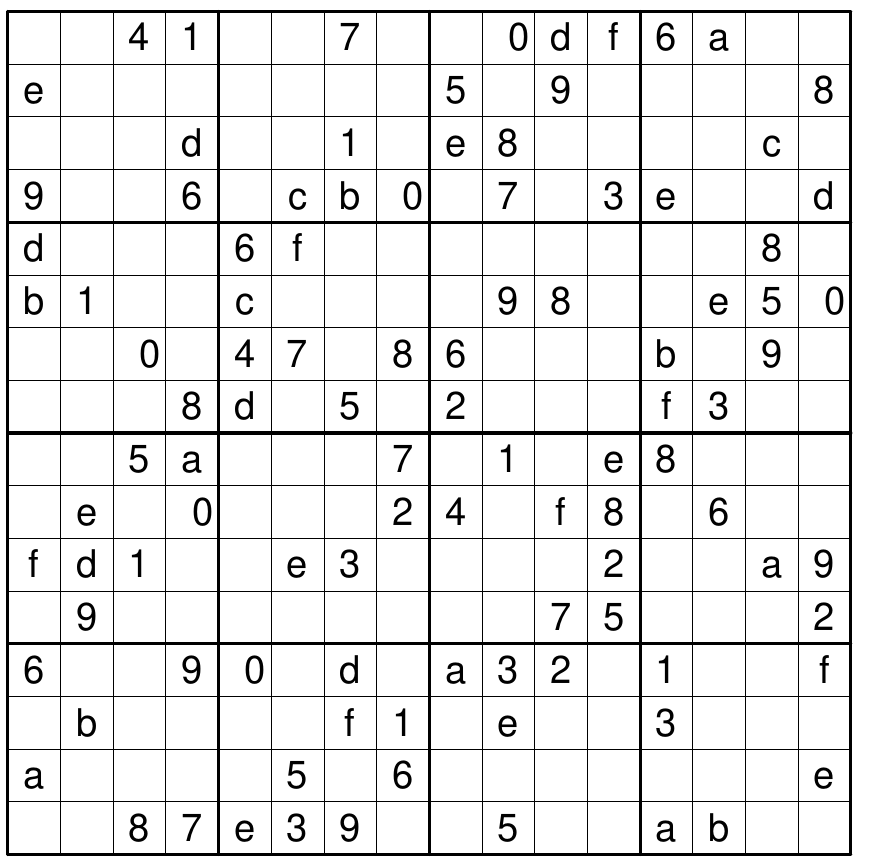 4 1 7 0 d f 6 a
e 5 9 8
d 1 e 8 c
9 6 c b 0 7 3 e d
d 6 f 8
b 1 c 9 8 e 5 0
0 4 7 8 6 b 9
8 d 5 2 f 3
5 a 7 1 e 8
e 0 2 4 f 8 6
f d 1 e 3 2 a 9
9 7 5 2
6 9 0 d a 3 2 1 f
b f 1 e 3
a 5 6 e
8 7 e 3 9 5 a b